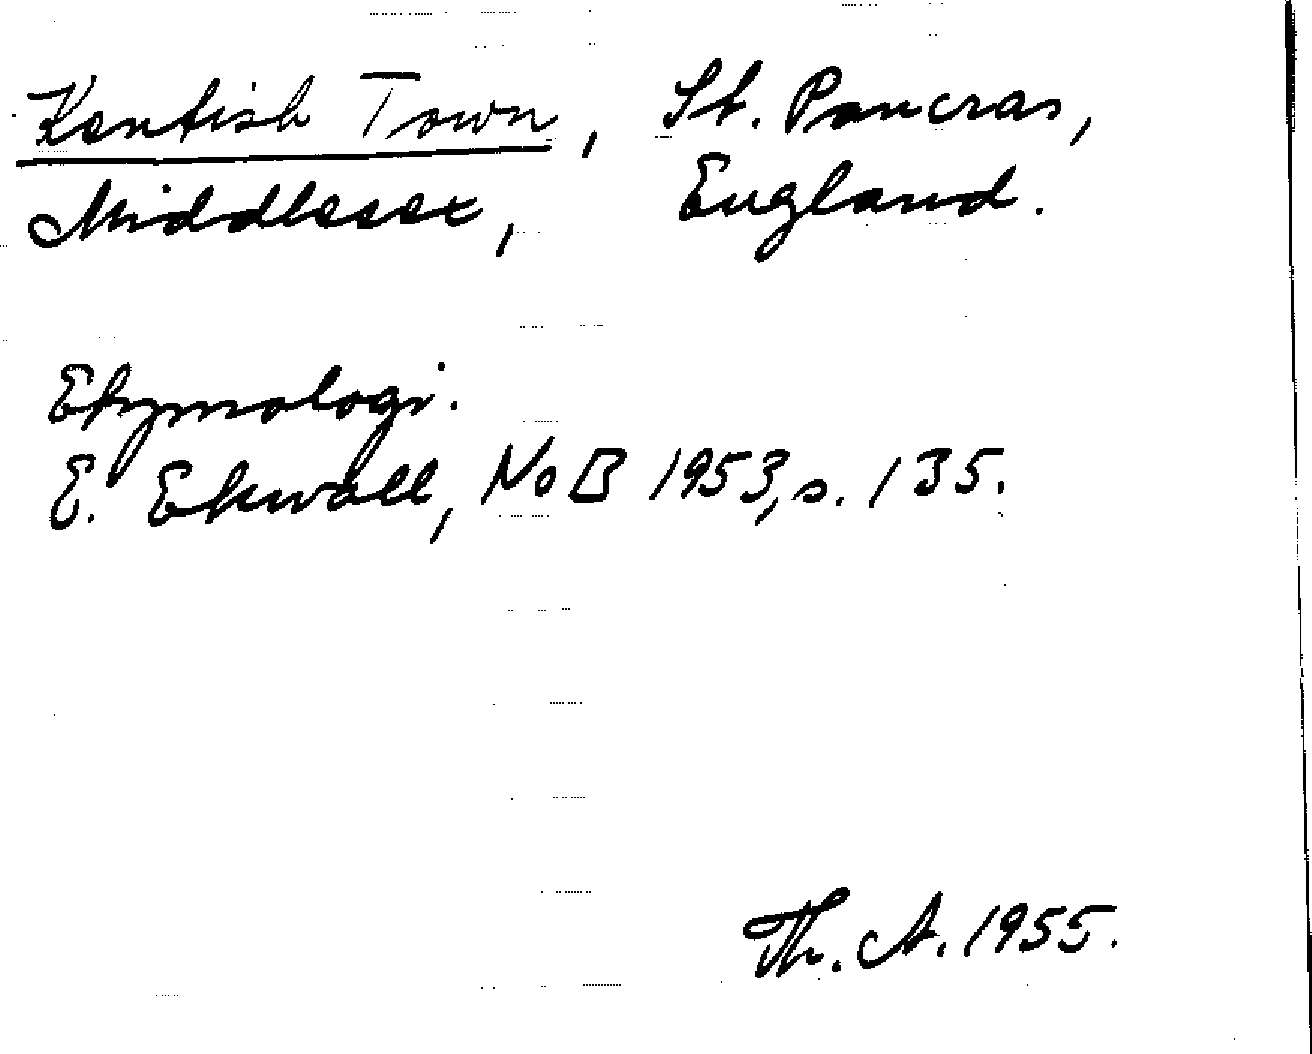 Kentish Town, St. Pancras,
Middlesex, England.
Etymologi.
E. Ekwall, NoB 1953, s. 135.
Th. A. 1955.